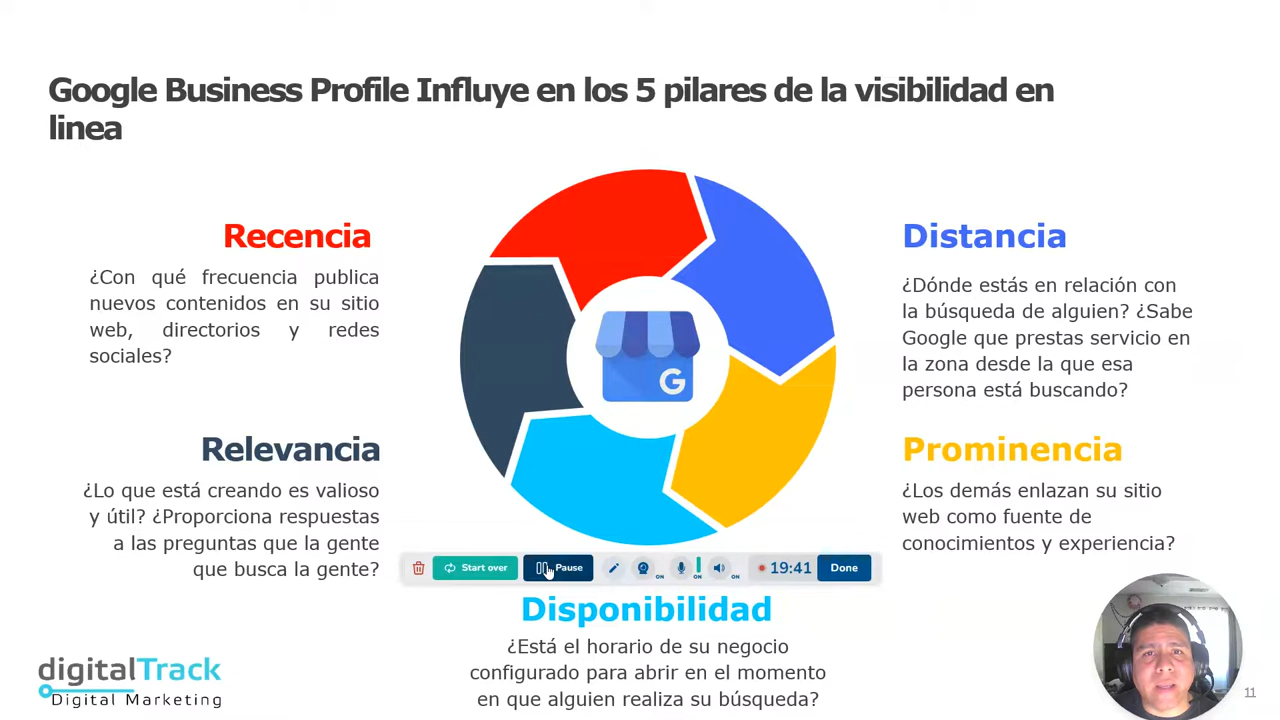 Google Business Profile Influye en los 5 pilares de la visibilidad en
linea
Recencia
¿Con qué frecuencia publica
nuevos contenidos en su sitio
web, directorios y redes
sociales?
Distancia
¿Dónde estás en relación con
la búsqueda de alguien? ¿Sabe
Google que prestas servicio en
la zona desde la que esa
persona está buscando?
G
Relevancia
¿Lo que está creando es valioso
y útil? ¿Proporciona respuestas
a las preguntas que la gente
que busca la gente?
Prominencia
¿Los demás enlazan su sitio
web como fuente de
conocimientos y experiencia?
Start over Pause ON ON ON 19:41 Done
Disponibilidad
¿Está el horario de su negocio
configurado para abrir en el momento
en que alguien realiza su búsqueda?
digitalTrack
Digital Marketing
11